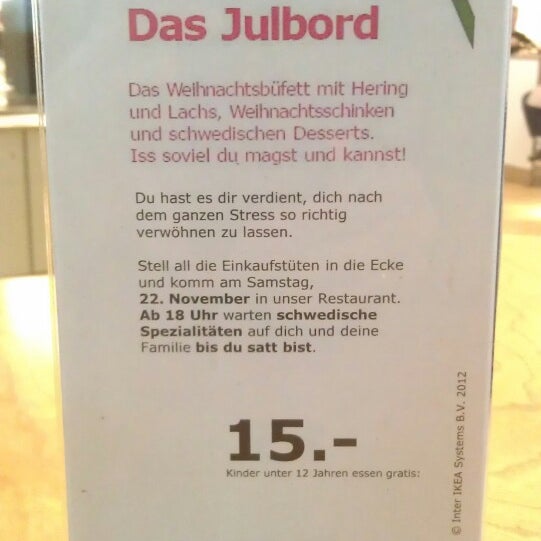 Das Julbord
Das Weihnachtsbüfett mit Hering
und Lachs, Weihnachtsschinken
und schwedischen Desserts.
Iss soviel du magst und kannst!
Du hast es dir verdient, dich nach
dem ganzen Stress so richtig
verwöhnen zu lassen.
Stell all die Einkaufstüten in die Ecke
und komm am Samstag,
22. November in unser Restaurant.
Ab 18 Uhr warten schwedische
Spezialitäten auf dich und deine
Familie bis du satt bist.
15.-
Kinder unter 12 Jahren essen gratis:
© Inter IKEA Systems B.V. 2012